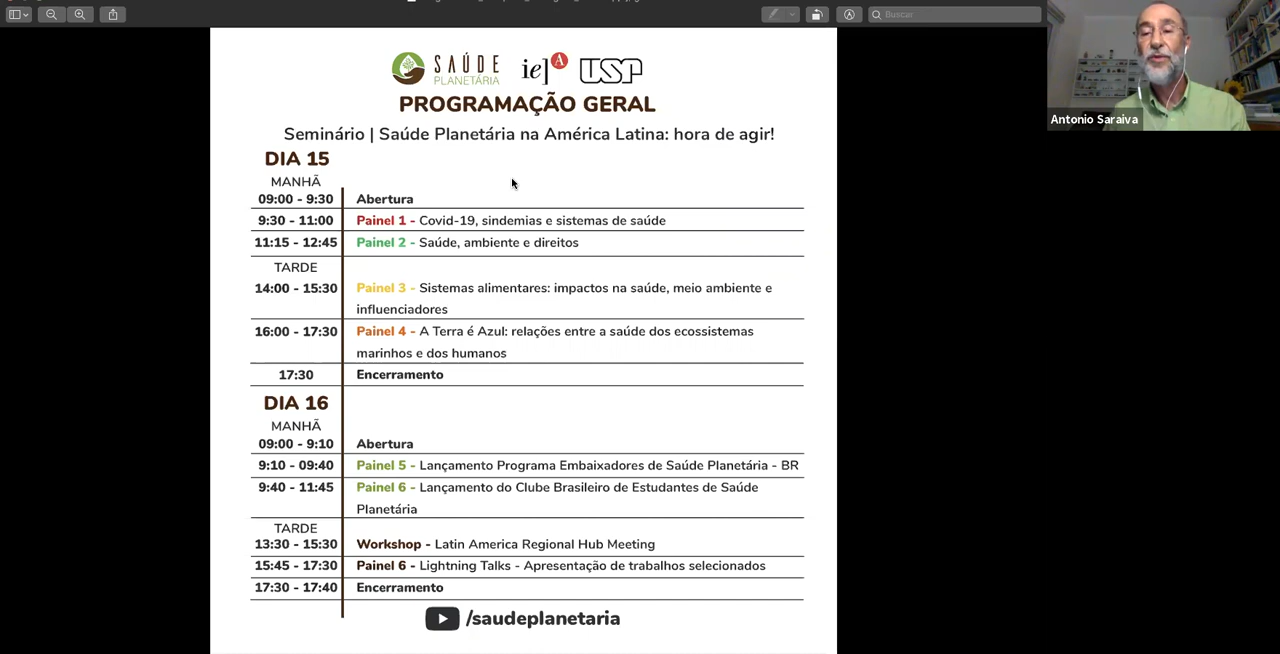 Buscar
Antonio Saraiva
SAÚDE
PLANETÁRIA
ie] A
USP
PROGRAMAÇÃO GERAL
Seminário | Saúde Planetária na América Latina: hora de agir!
DIA 15
MANHÃ
09:00 - 9:30 Abertura
9:30 - 11:00 Painel 1 - Covid-19, sindemias e sistemas de saúde
11:15 - 12:45 Painel 2 - Saúde, ambiente e direitos
TARDE
14:00 - 15:30 Painel 3 - Sistemas alimentares: impactos na saúde, meio ambiente e
influenciadores
16:00 - 17:30 Painel 4 - A Terra é Azul: relações entre a saúde dos ecossistemas
marinhos e dos humanos
17:30 Encerramento
DIA 16
MANHÃ
09:00 - 9:10 Abertura
9:10 - 09:40 Painel 5 - Lançamento Programa Embaixadores de Saúde Planetária - BR
9:40 - 11:45 Painel 6 - Lançamento do Clube Brasileiro de Estudantes de Saúde
Planetária
TARDE
13:30 - 15:30 Workshop - Latin America Regional Hub Meeting
15:45 - 17:30 Painel 6 - Lightning Talks - Apresentação de trabalhos selecionados
17:30 - 17:40 Encerramento
/saudeplanetaria